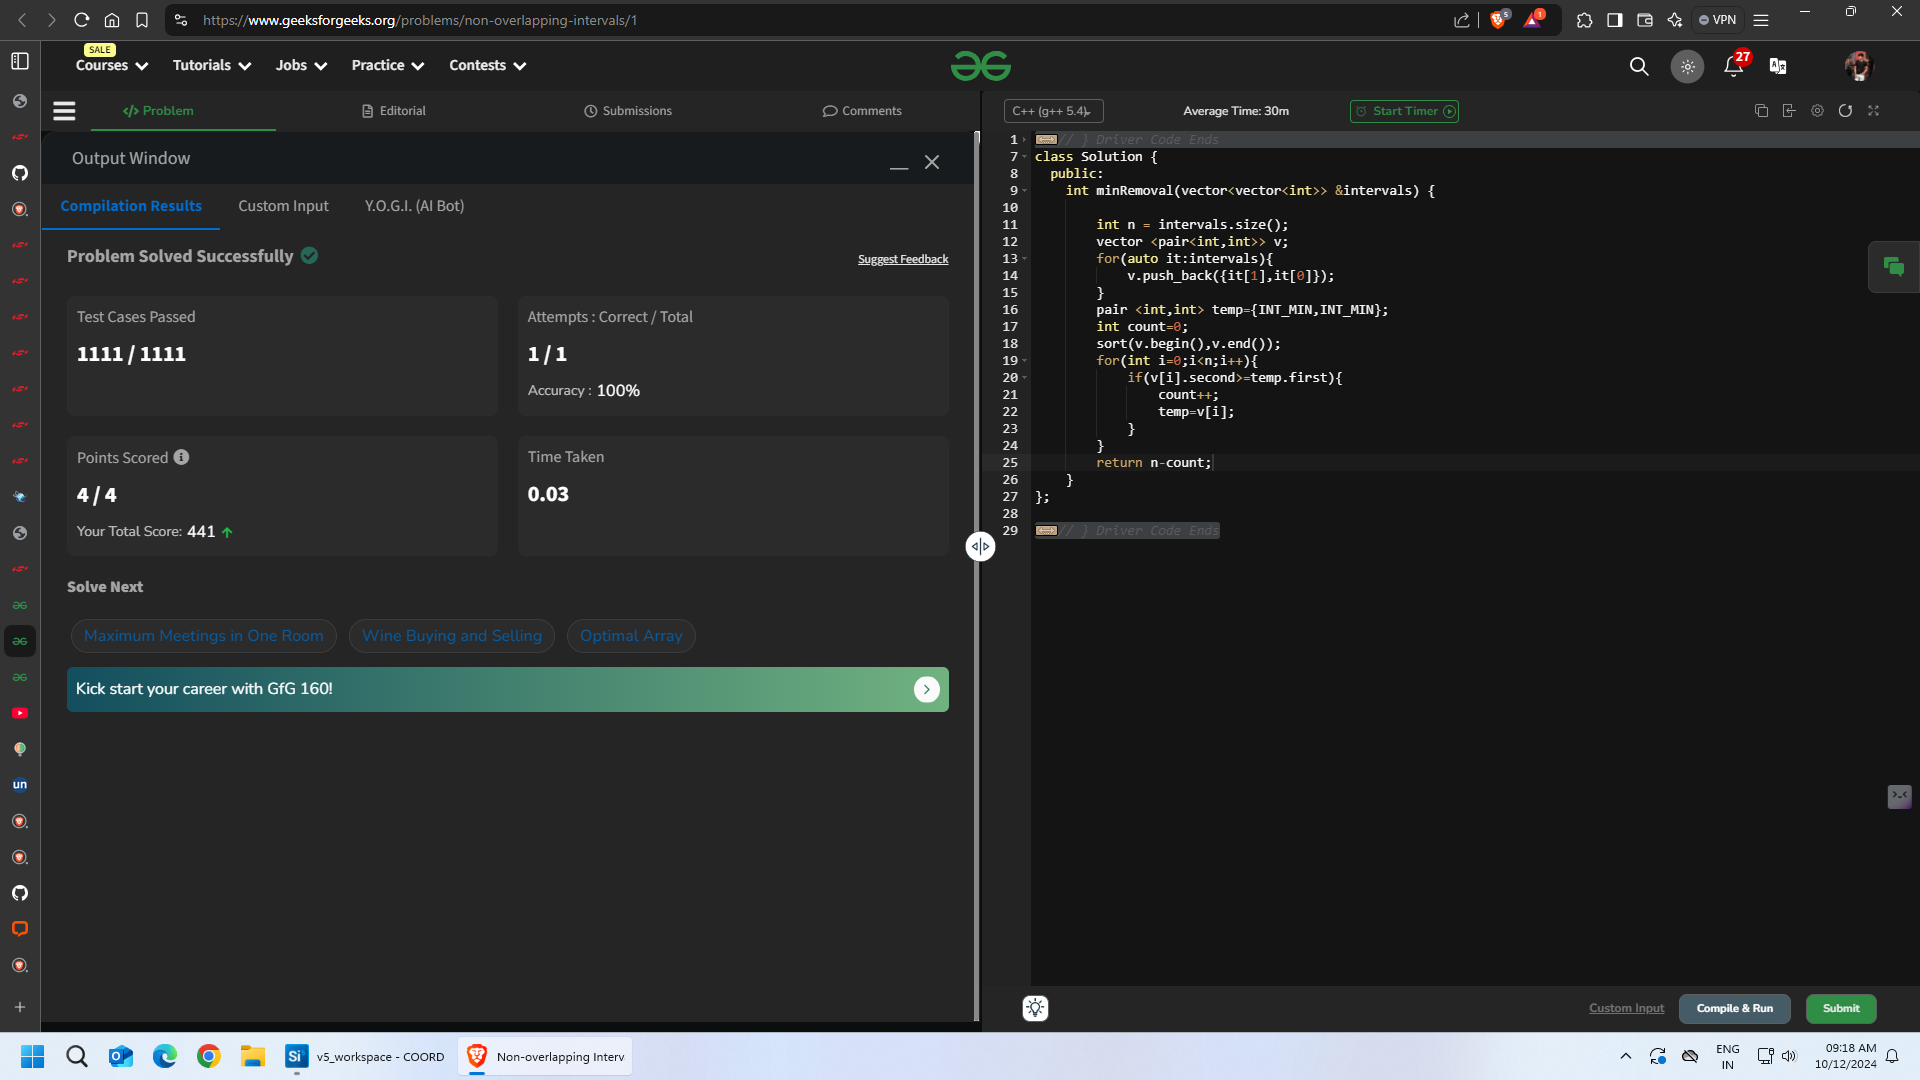 https://www.geeksforgeeks.org/problems/non-overlapping-intervals/1
5
1
VPN
SALE
Courses
Tutorials
Jobs
Practice
Contests
27
Problem
Editorial
Submissions
Comments
C++ (g++ 5.4)
Average Time: 30m
Start Timer
Output Window
Compilation Results
Custom Input
Y.O.G.I. (AI Bot)
Problem Solved Successfully
Suggest Feedback
Test Cases Passed
1111 / 1111
Attempts : Correct / Total
1 / 1
Accuracy : 100%
Points Scored
4 / 4
Your Total Score: 441
Time Taken
0.03
Solve Next
Maximum Meetings in One Room
Wine Buying and Selling
Optimal Array
Kick start your career with GfG 160!
1 // } Driver Code Ends
7 class Solution {
8 public:
9 int minRemoval(vector<vector<int>> &intervals) {
10
11 int n = intervals.size();
12 vector <pair<int,int>> v;
13 for(auto it:intervals){
14 v.push_back({it[1],it[0]});
15 }
16 pair <int,int> temp={INT_MIN,INT_MIN};
17 int count=0;
18 sort(v.begin(),v.end());
19 for(int i=0;i<n;i++){
20 if(v[i].second>=temp.first){
21 count++;
22 temp=v[i];
23 }
24 }
25 return n-count;
26 }
27 };
28
29 // } Driver Code Ends
un
Custom Input
Compile & Run
Submit
v5_workspace - COORD
Non-overlapping Interv
ENG
IN
09:18 AM
10/12/2024